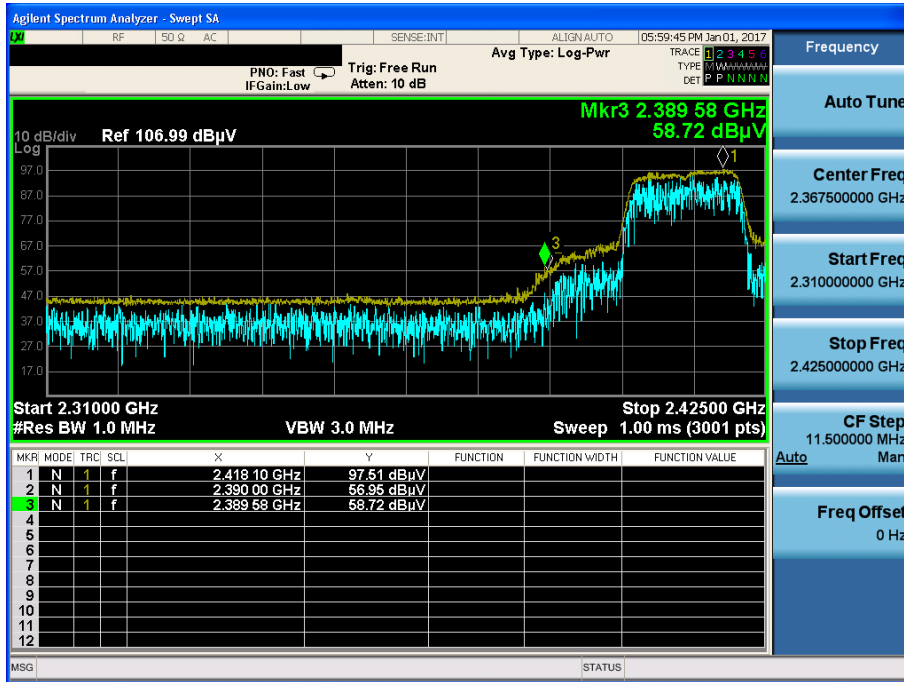 Agilent Spectrum Analyzer - Swept SA
LXI RF 50 Ω AC SENSE:INT ALIGN AUTO 05:59:45 PM Jan 01, 2017
PNO: Fast Trig: Free Run Avg Type: Log-Pwr TRACE 1 2 3 4 5 6
IFGain:Low Atten: 10 dB TYPE M WWWWW
DET P P N N N N
Mkr3 2.389 58 GHz
10 dB/div Ref 106.99 dBµV 58.72 dBµV
Log
97.0
87.0
77.0
67.0
57.0
47.0
37.0
27.0
17.0
1
3
Start 2.31000 GHz Stop 2.42500 GHz
#Res BW 1.0 MHz VBW 3.0 MHz Sweep 1.00 ms (3001 pts)
MKR MODE TRC SCL X Y FUNCTION FUNCTION WIDTH FUNCTION VALUE
1 N 1 f 2.418 10 GHz 97.51 dBµV
2 N 1 f 2.390 00 GHz 56.95 dBµV
3 N 1 f 2.389 58 GHz 58.72 dBµV
4
5
6
7
8
9
10
11
12
MSG STATUS
Frequency
Auto Tune
Center Freq
2.367500000 GHz
Start Freq
2.310000000 GHz
Stop Freq
2.425000000 GHz
CF Step
11.500000 MHz
Auto Man
Freq Offset
0 Hz